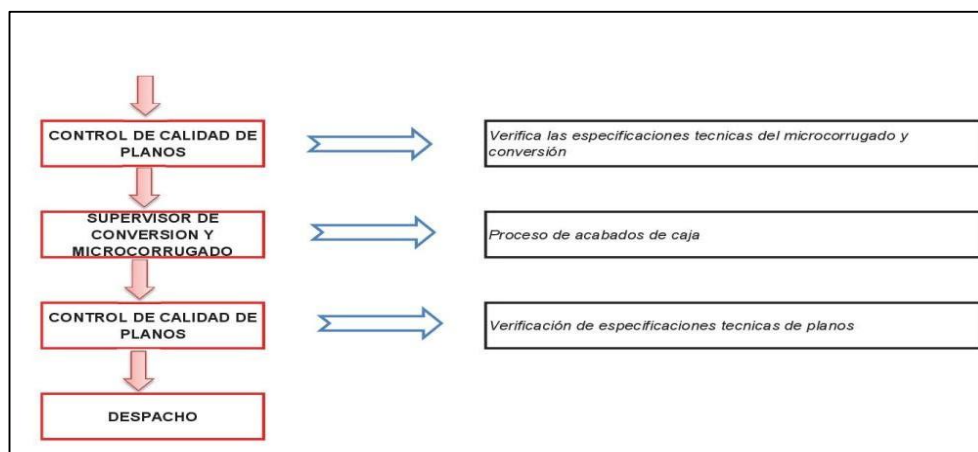 CONTROL DE CALIDAD DE
PLANOS
Verifica las especificaciones tecnicas del microcorrugado y
conversión
SUPERVISOR DE
CONVERSION Y
MICROCORRUGADO
Proceso de acabados de caja
CONTROL DE CALIDAD DE
PLANOS
Verificación de especificaciones tecnicas de planos
DESPACHO